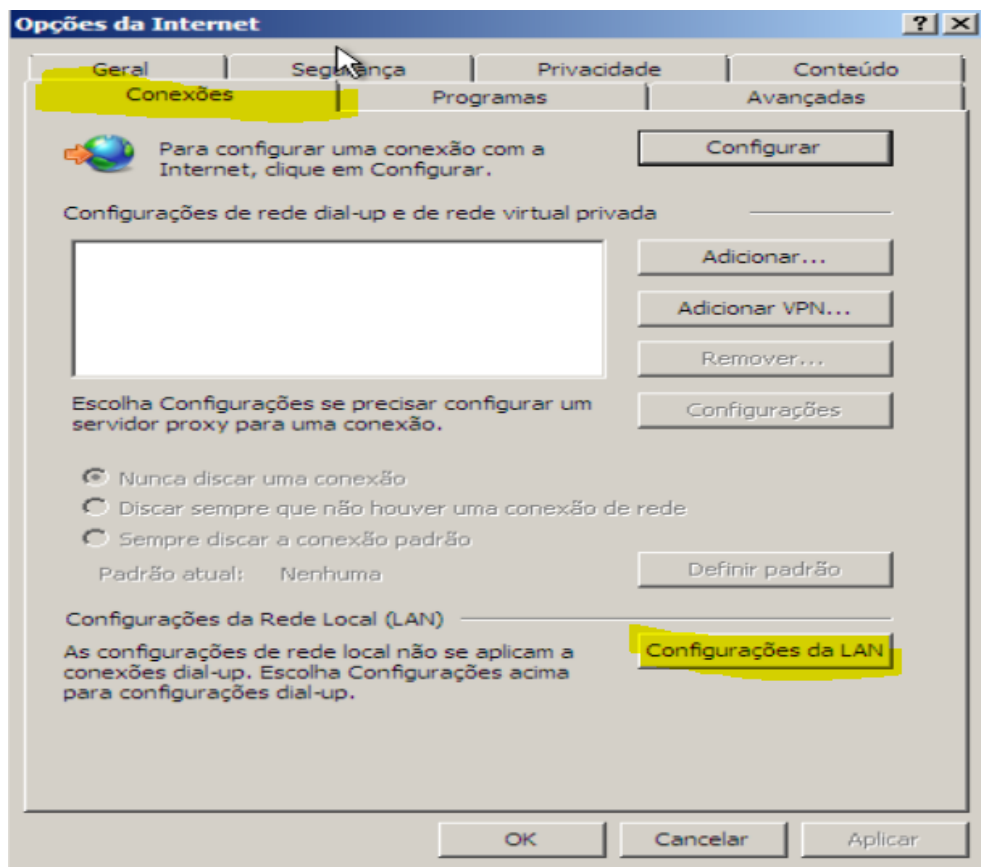 Opções da Internet
Geral
Segurança
Privacidade
Conteúdo
Conexões
Programas
Avançadas
Para configurar uma conexão com a
Internet, clique em Configurar.
Configurar
Configurações de rede dial-up e de rede virtual privada
Adicionar...
Adicionar VPN...
Remover...
Escolha Configurações se precisar configurar um
servidor proxy para uma conexão.
Configurações
Nunca discar uma conexão
Discar sempre que não houver uma conexão de rede
Sempre discar a conexão padrão
Padrão atual: Nenhuma
Definir padrão
Configurações da Rede Local (LAN)
As configurações de rede local não se aplicam a
conexões dial-up. Escolha Configurações acima
para configurações dial-up.
Configurações da LAN
OK
Cancelar
Aplicar